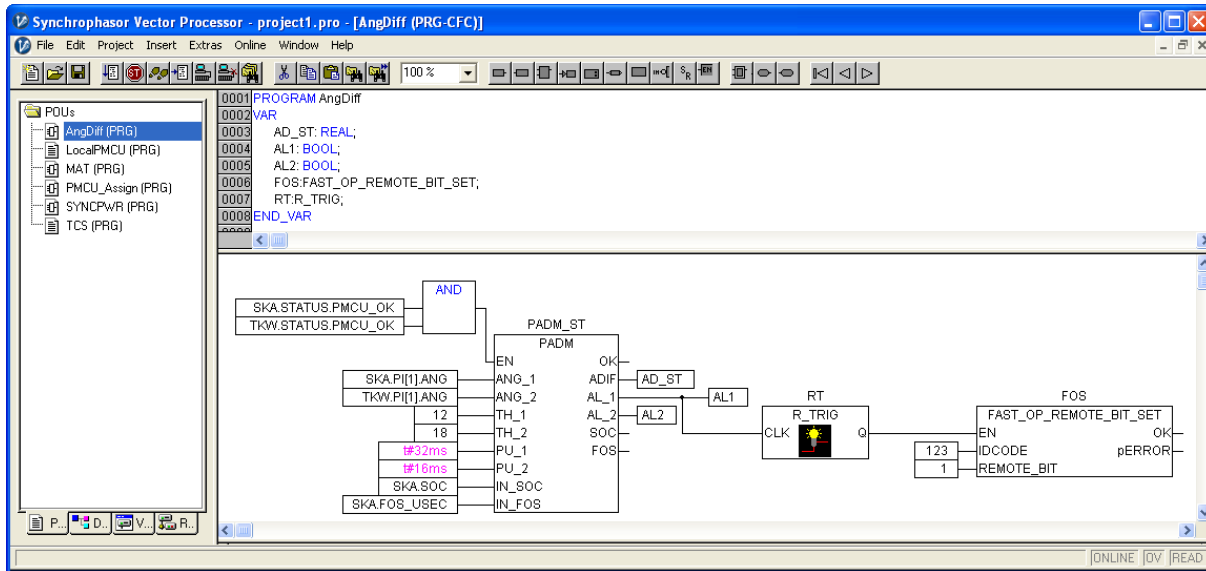 Synchrophasor Vector Processor - project1.pro - [AngDiff (PRG-CFC)]
File Edit Project Insert Extras Online Window Help
100 %
POUs
AngDiff (PRG)
LocalPMCU (PRG)
MAT (PRG)
PMCU_Assign (PRG)
SYNCPWR (PRG)
TCS (PRG)
P... D.. V... R..
0001 PROGRAM AngDiff
0002 VAR
0003 AD_ST: REAL;
0004 AL1: BOOL;
0005 AL2: BOOL;
0006 FOS:FAST_OP_REMOTE_BIT_SET;
0007 RT:R_TRIG;
0008 END_VAR
AND
SKA.STATUS.PMCU_OK
TKW.STATUS.PMCU_OK
PADM_ST
PADM
EN OK
SKA.PI[1].ANG ANG_1 ADIF AD_ST
TKW.PI[1].ANG ANG_2 AL_1 AL1
12 TH_1 AL_2 AL2
18 TH_2 SOC
t#32ms PU_1 FOS
t#16ms PU_2
SKA.SOC IN_SOC
SKA.FOS_USEC IN_FOS
RT
R_TRIG
CLK Q
FOS
FAST_OP_REMOTE_BIT_SET
EN OK
123 IDCODE pERROR
1 REMOTE_BIT
ONLINE OV READ